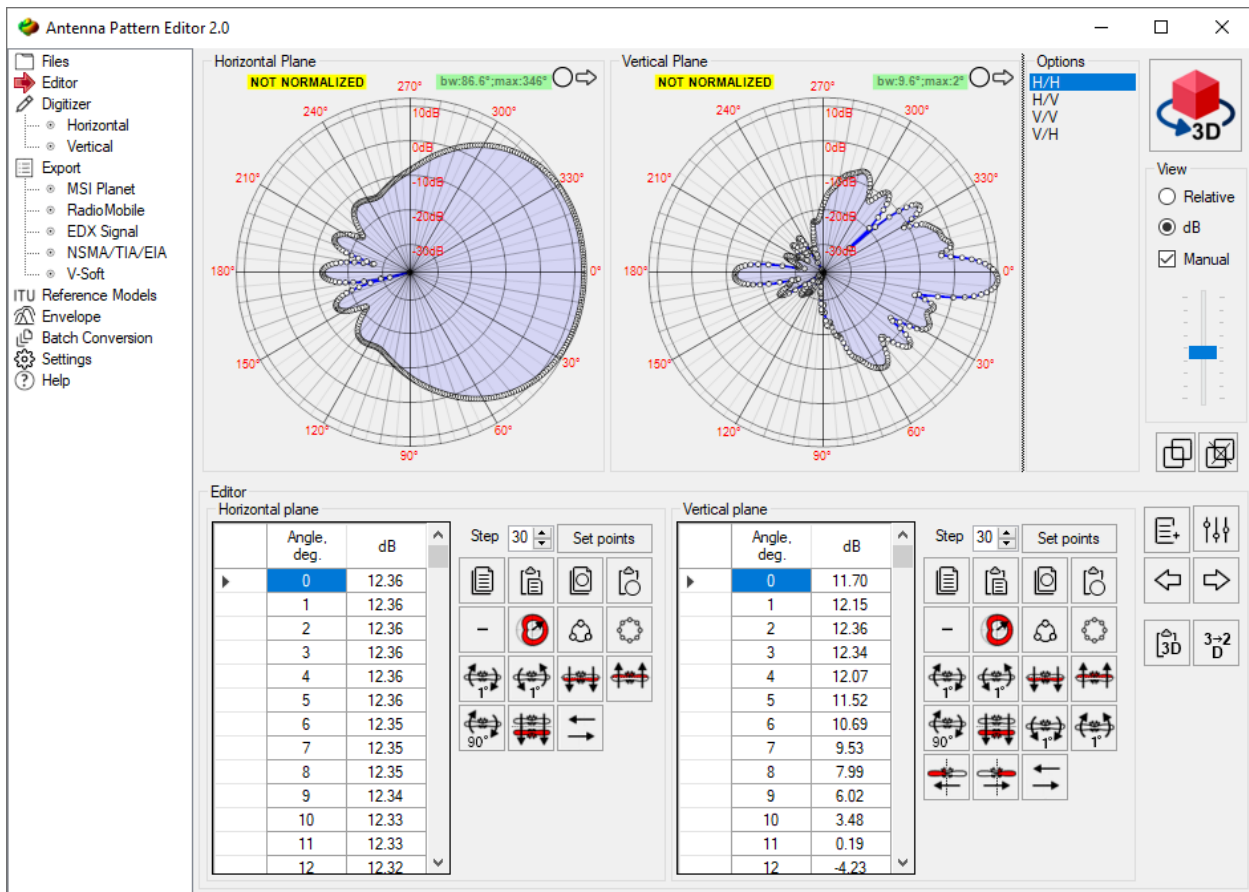 Antenna Pattern Editor 2.0
Files
Editor
Digitizer
Horizontal
Vertical
Export
MSI Planet
RadioMobile
EDX Signal
NSMA/TIA/EIA
V-Soft
ITU Reference Models
Envelope
Batch Conversion
Settings
Help
Horizontal Plane
NOT NORMALIZED
bw:86.6°;max:346°
270°
240°
300°
210°
330°
180°
0°
150°
30°
120°
60°
90°
10dB
0dB
-10dB
-20dB
-30dB
Vertical Plane
NOT NORMALIZED
bw:9.6°;max:2°
270°
240°
300°
210°
330°
180°
0°
150°
30°
120°
60°
90°
10dB
0dB
-10dB
-20dB
-30dB
Options
H/H
H/V
V/V
V/H
3D
View
Relative
dB
Manual
Editor
Horizontal plane
Angle, deg. dB
0 12.36
1 12.36
2 12.36
3 12.36
4 12.36
5 12.36
6 12.35
7 12.35
8 12.35
9 12.34
10 12.33
11 12.33
12 12.32
Step 30 Set points
1° 1°
90°
Vertical plane
Angle, deg. dB
0 11.70
1 12.15
2 12.36
3 12.34
4 12.07
5 11.52
6 10.69
7 9.53
8 7.99
9 6.02
10 3.48
11 0.19
12 -4.23
Step 30 Set points
1° 1°
90° 1° 1°
3D
3→2
D